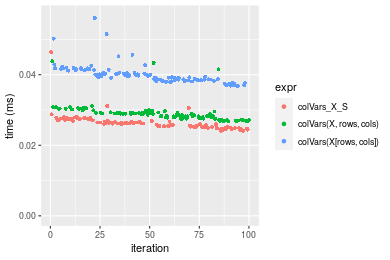 time (ms)
0.04
0.02
0.00
0
25
50
75
100
iteration
expr
colVars_X_S
colVars(X, rows, cols)
colVars(X[rows, cols])